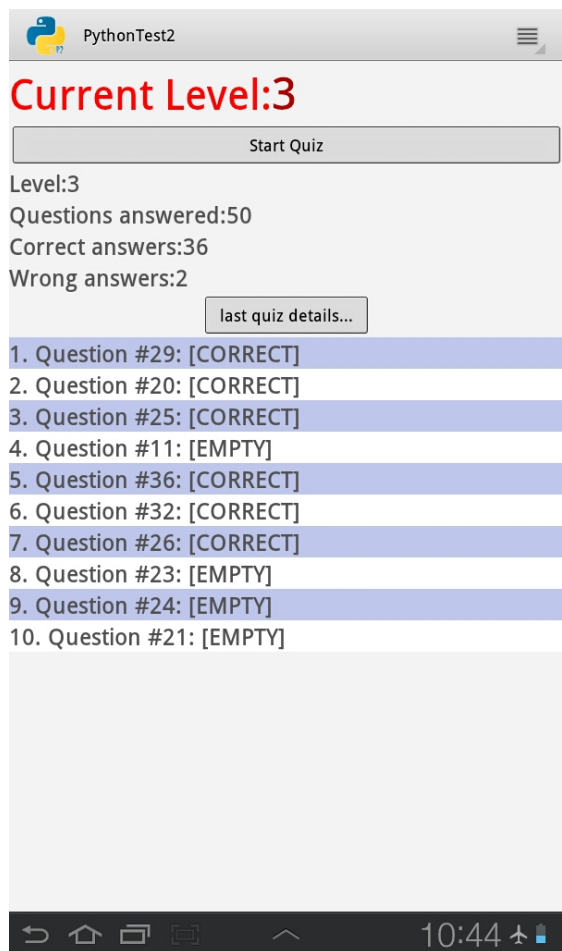 PythonTest2
Current Level:3
Start Quiz
Level:3
Questions answered:50
Correct answers:36
Wrong answers:2
last quiz details...
1. Question #29: [CORRECT]
2. Question #20: [CORRECT]
3. Question #25: [CORRECT]
4. Question #11: [EMPTY]
5. Question #36: [CORRECT]
6. Question #32: [CORRECT]
7. Question #26: [CORRECT]
8. Question #23: [EMPTY]
9. Question #24: [EMPTY]
10. Question #21: [EMPTY]
10:44